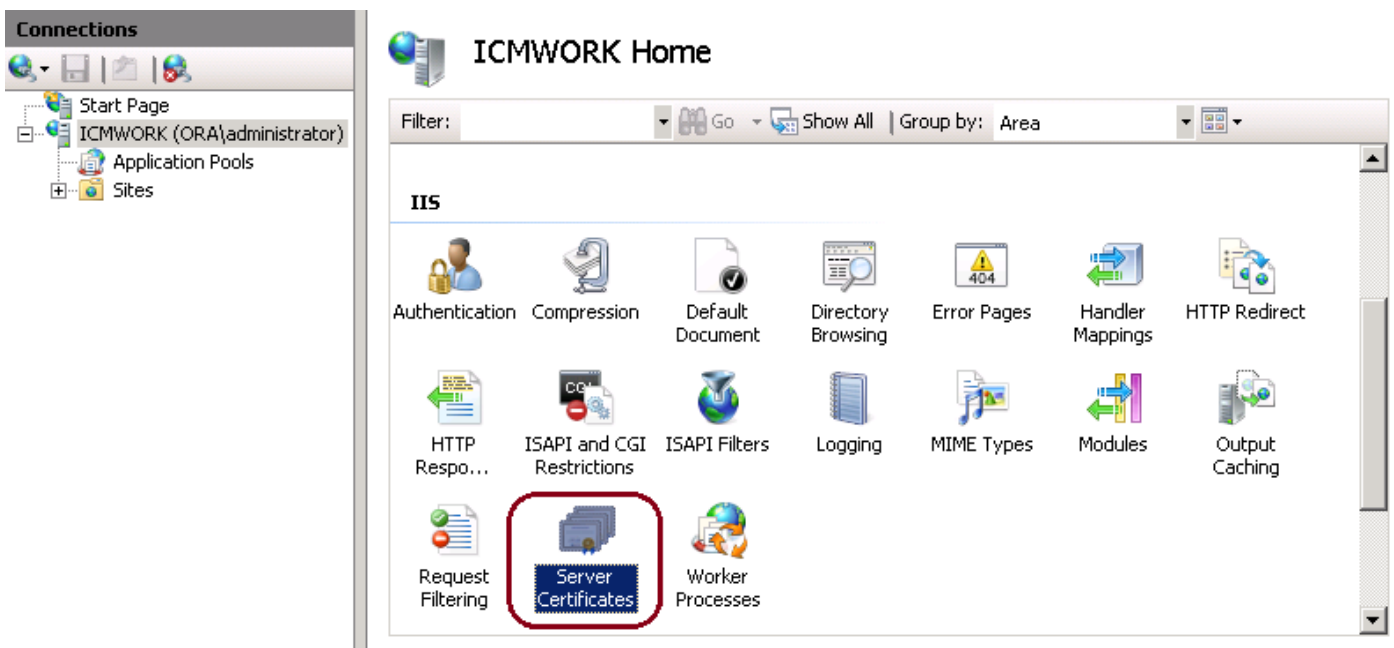 Connections
Start Page
ICMWORK (ORA\administrator)
Application Pools
Sites
ICMWORK Home
Filter:
Go
Show All
Group by: Area
IIS
Authentication
Compression
Default
Document
Directory
Browsing
404
Error Pages
Handler
Mappings
HTTP Redirect
HTTP
Respo...
ISAPI and CGI
Restrictions
ISAPI Filters
Logging
MIME Types
Modules
Output
Caching
Request
Filtering
Server
Certificates
Worker
Processes